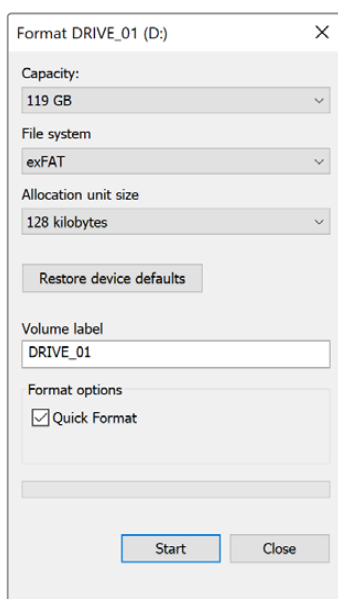 Format DRIVE_01 (D:)
Capacity:
119 GB
File system
exFAT
Allocation unit size
128 kilobytes
Restore device defaults
Volume label
DRIVE_01
Format options
Quick Format
Start Close